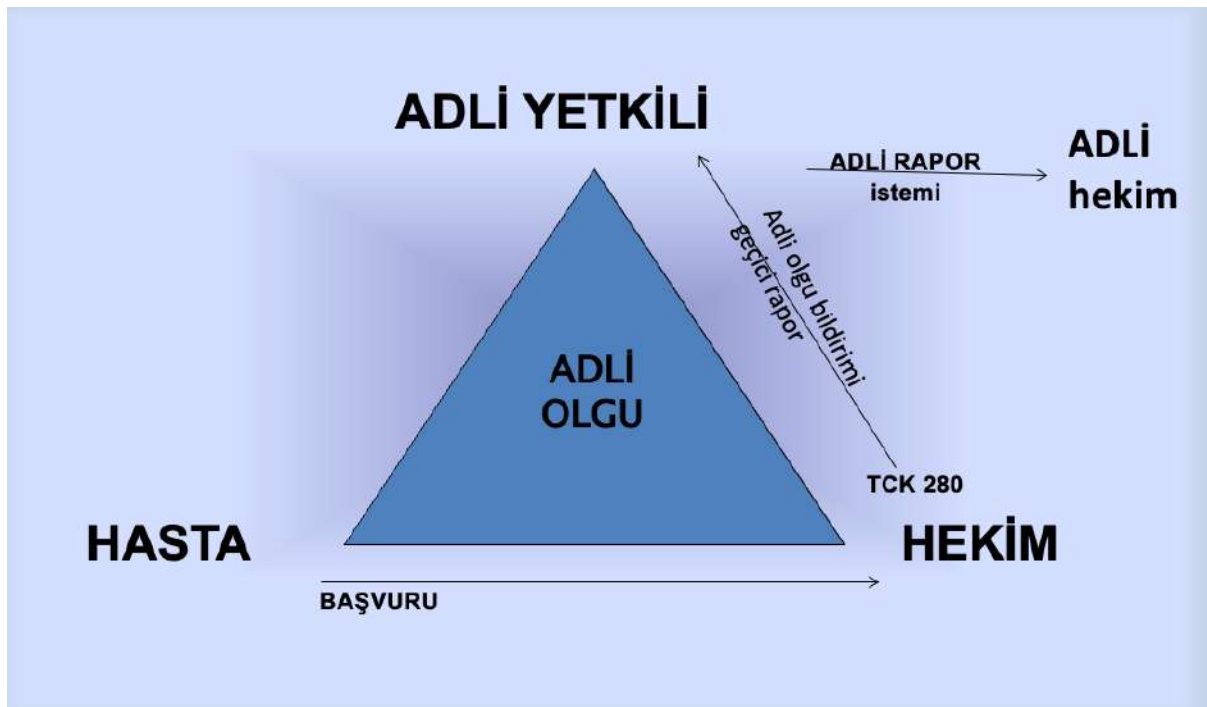 ADLİ YETKİLİ
ADLİ RAPOR
istemi
ADLİ
hekim
Adli olgu bildirimi
geçici rapor
ADLİ
OLGU
TCK 280
HASTA
HEKİM
BAŞVURU